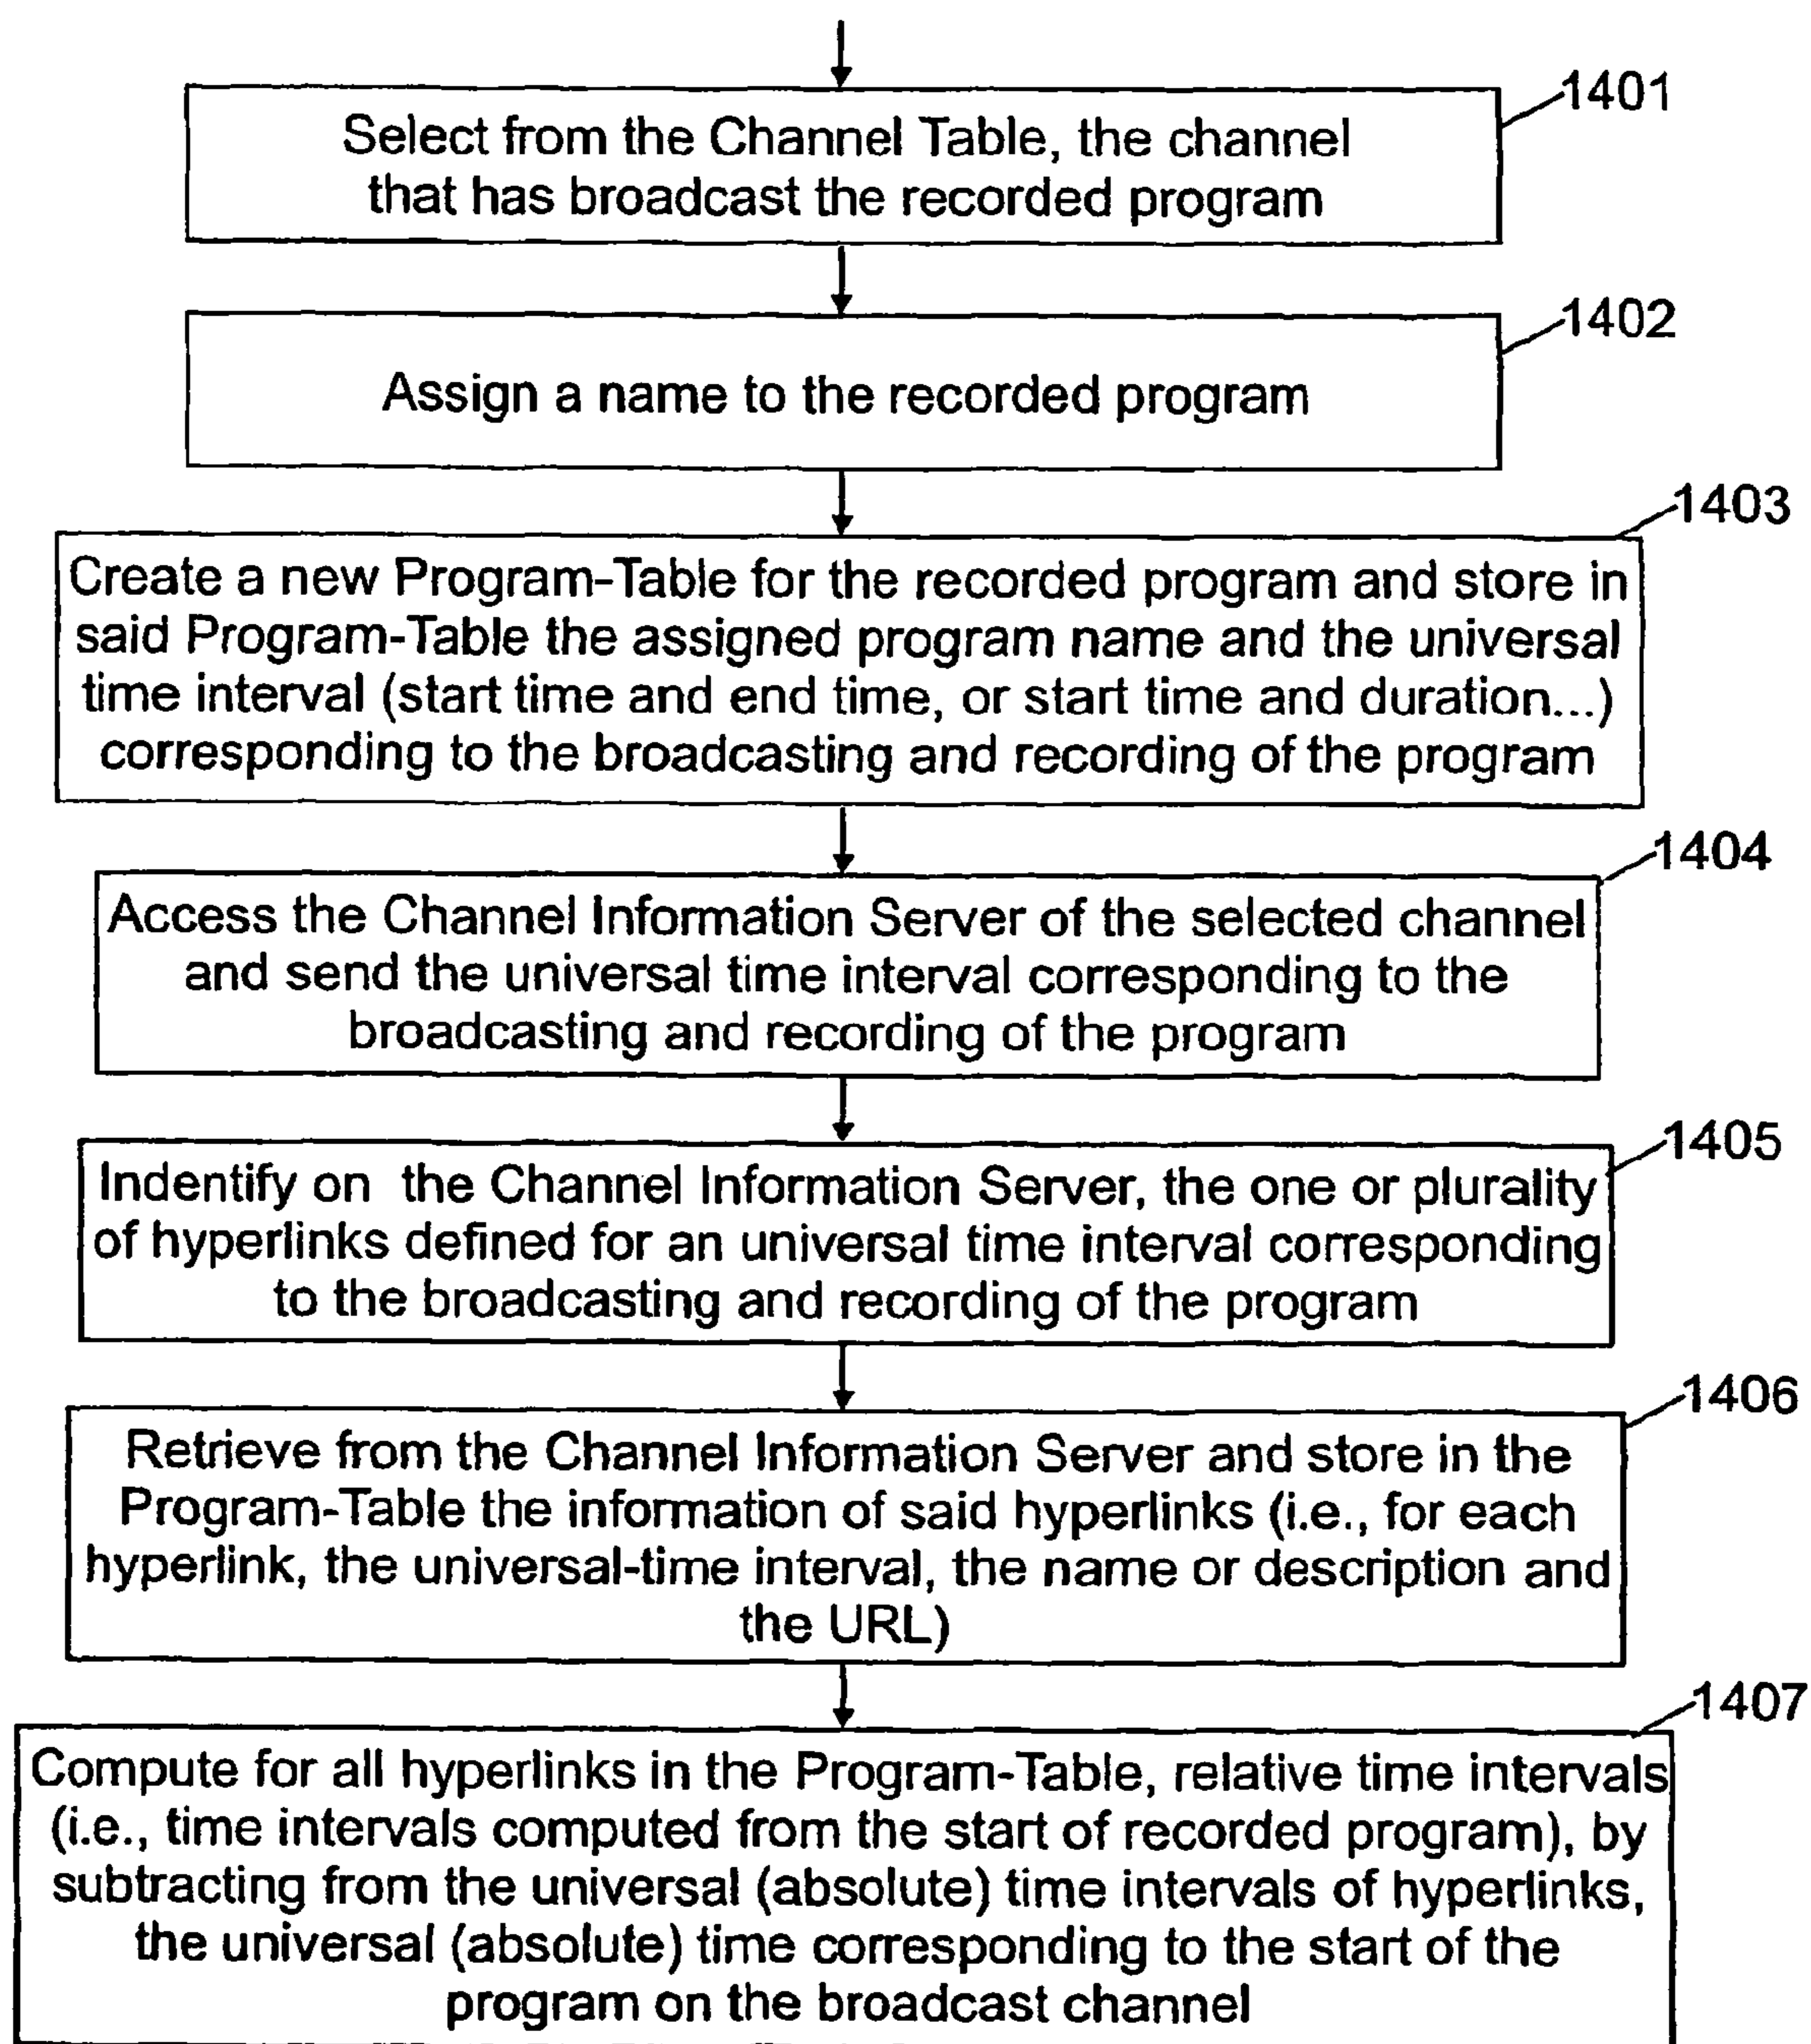 1401
Select from the Channel Table, the channel
that has broadcast the recorded program
1402
Assign a name to the recorded program
1403
Create a new Program-Table for the recorded program and store in
said Program-Table the assigned program name and the universal
time interval (start time and end time, or start time and duration...)
corresponding to the broadcasting and recording of the program
1404
Access the Channel Information Server of the selected channel
and send the universal time interval corresponding to the
broadcasting and recording of the program
1405
Indentify on the Channel Information Server, the one or plurality
of hyperlinks defined for an universal time interval corresponding
to the broadcasting and recording of the program
1406
Retrieve from the Channel Information Server and store in the
Program-Table the information of said hyperlinks (i.e., for each
hyperlink, the universal-time interval, the name or description and
the URL)
1407
Compute for all hyperlinks in the Program-Table, relative time intervals
(i.e., time intervals computed from the start of recorded program), by
subtracting from the universal (absolute) time intervals of hyperlinks,
the universal (absolute) time corresponding to the start of the
program on the broadcast channel